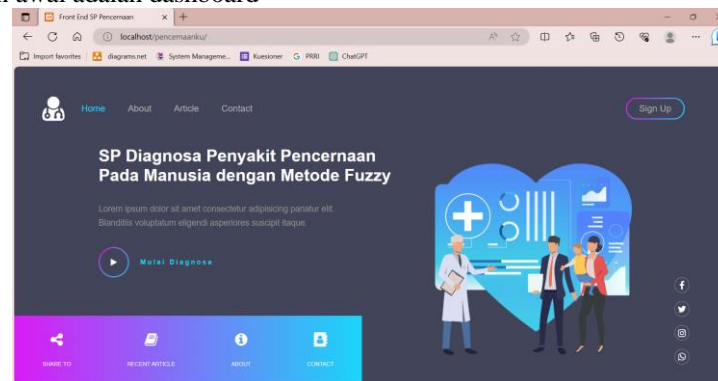 awal adalah dashboard
Front End SP Pencernaan
localhost/pencernaanku/
Import favorites diagrams.net System Manageme... Kuesioner PRRI ChatGPT
Home About Article Contact Sign Up
SP Diagnosa Penyakit Pencernaan
Pada Manusia dengan Metode Fuzzy
Lorem ipsum dolor sit amet consectetur adipisicing pariatur elit.
Blanditiis voluptatum eligendi asperiores suscipit itaque.
Mulai Diagnosa
SHARE TO RECENT ARTICLE ABOUT CONTACT